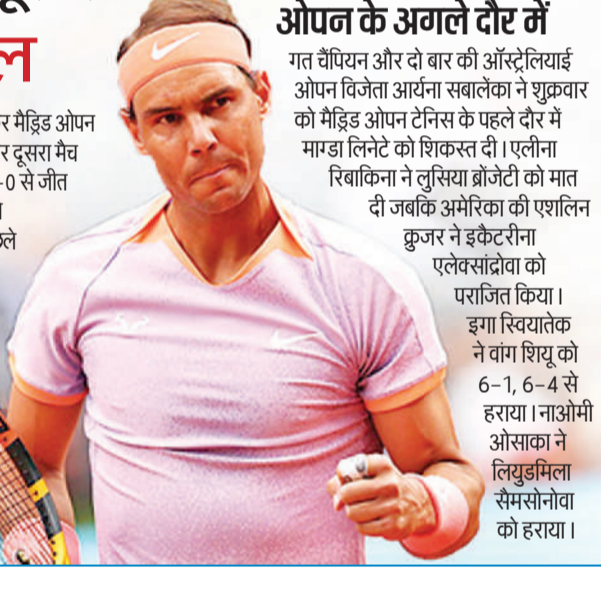 ल
र मैड्रिड ओपन
र दूसरा मैच
-0 से जीत
ओपन के अगले दौर में
गत चैंपियन और दो बार की ऑस्ट्रेलियाई
ओपन विजेता आर्यना सबालेंका ने शुक्रवार
को मैड्रिड ओपन टेनिस के पहले दौर में
माग्डा लिनेटे को शिकस्त दी। एलीना
रिबाकिना ने लुसिया ब्रोंजेटी को मात
दी जबकि अमेरिका की एशलिन
क्रुजर ने इकैटरीना
एलेक्सांद्रोवा को
पराजित किया।
इगा स्वियातेक
ने वांग शियू को
6-1, 6-4 से
हराया। नाओमी
ओसाका ने
लियुडमिला
सैमसोनोवा
को हराया।